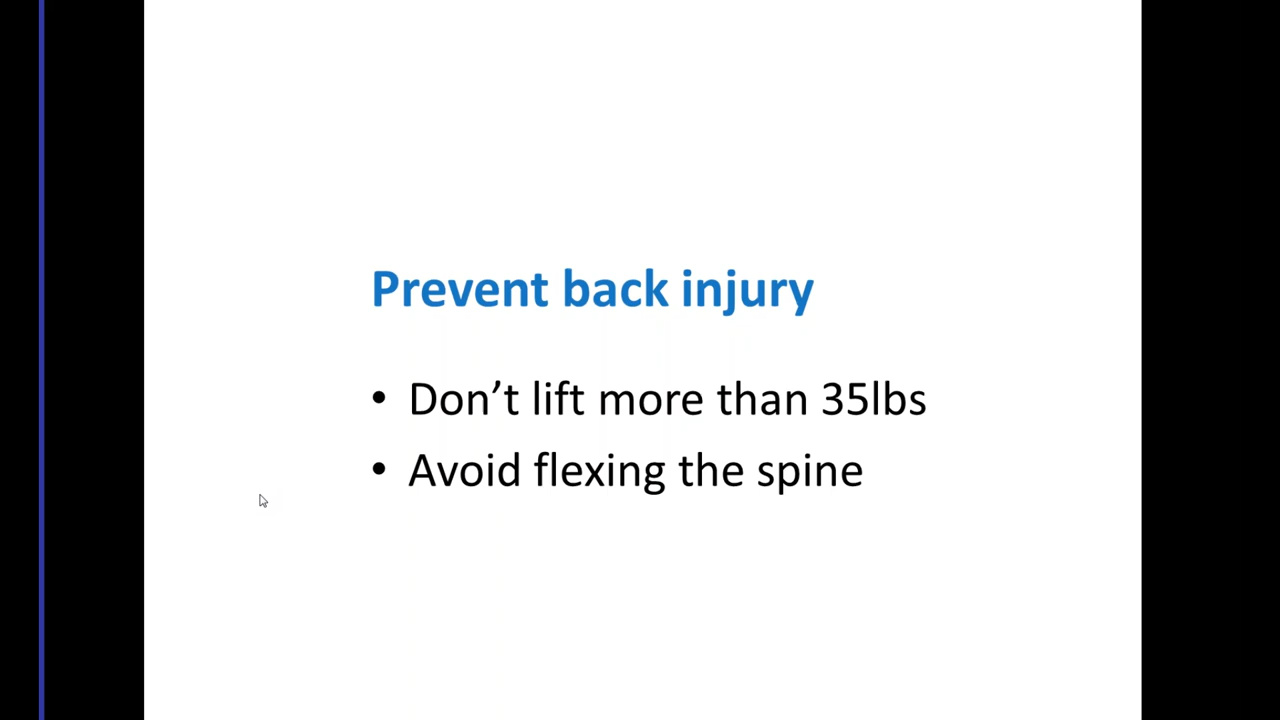 Prevent back injury
• Don’t lift more than 35lbs
• Avoid flexing the spine